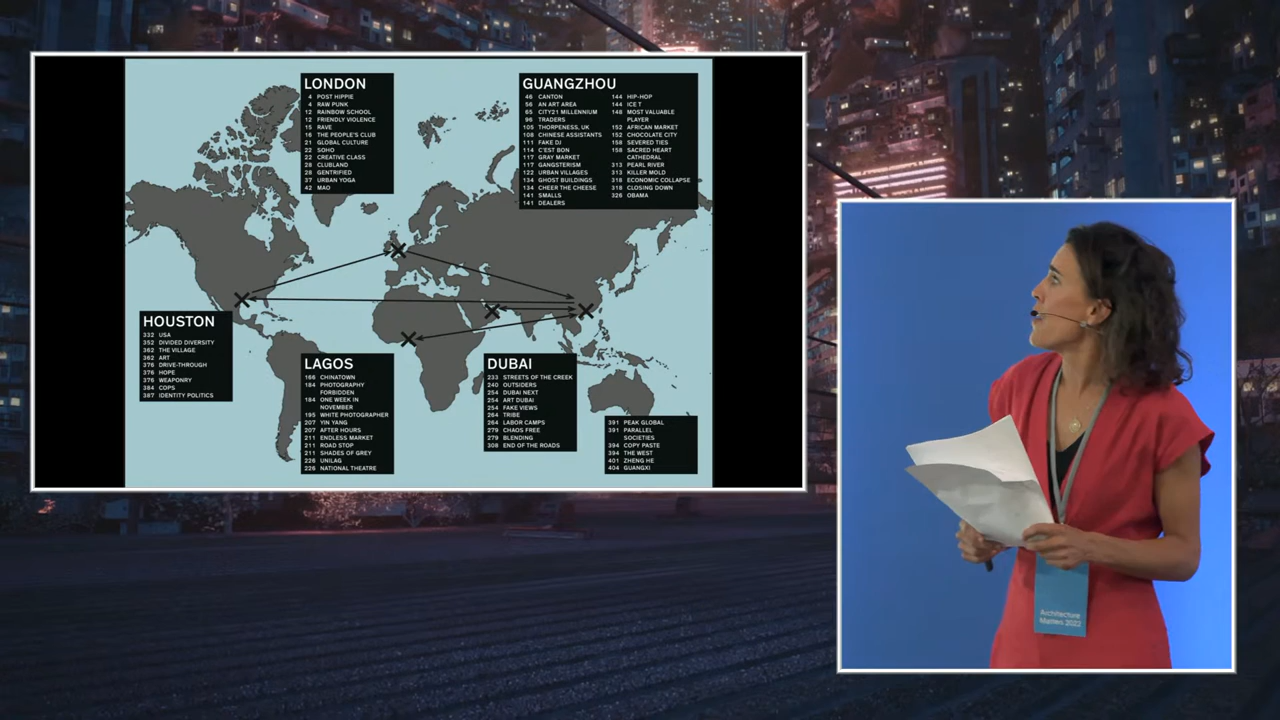 LONDON
4 POST HIPPIE
4 RAW PUNK
12 RAINBOW SCHOOL
12 FRIENDLY VIOLENCE
15 RAVE
16 THE PEOPLE'S CLUB
21 GLOBAL CULTURE
22 SOHO
22 CREATIVE CLASS
28 CLUBLAND
28 GENTRIFIED
37 URBAN YOGA
42 MAO
GUANGZHOU
46 CANTON
56 AN ART AREA
65 CITY21 MILLENNIUM
96 TRADERS
105 THORPENESS, UK
108 CHINESE ASSISTANTS
111 FAKE DJ
114 C'EST BON
117 GRAY MARKET
117 GANGSTERISM
122 URBAN VILLAGES
134 GHOST BUILDINGS
134 CHEER THE CHEESE
141 SMALLS
141 DEALERS
144 HIP-HOP
144 ICE T
148 MOST VALUABLE
PLAYER
152 AFRICAN MARKET
152 CHOCOLATE CITY
158 SEVERED TIES
158 SACRED HEART
CATHEDRAL
313 PEARL RIVER
313 KILLER MOLD
318 ECONOMIC COLLAPSE
318 CLOSING DOWN
326 OBAMA
HOUSTON
332 USA
352 DIVIDED DIVERSITY
362 THE VILLAGE
362 ART
376 DRIVE-THROUGH
376 HOPE
376 WEAPONRY
384 COPS
387 IDENTITY POLITICS
LAGOS
166 CHINATOWN
184 PHOTOGRAPHY
FORBIDDEN
184 ONE WEEK IN
NOVEMBER
195 WHITE PHOTOGRAPHER
207 YIN YANG
207 AFTER HOURS
211 ENDLESS MARKET
211 ROAD STOP
211 SHADES OF GREY
226 UNILAG
226 NATIONAL THEATRE
DUBAI
233 STREETS OF THE CREEK
240 OUTSIDERS
254 DUBAI NEXT
254 ART DUBAI
254 FAKE VIEWS
264 TRIBE
264 LABOR CAMPS
279 CHAOS FREE
279 BLENDING
308 END OF THE ROADS
391 PEAK GLOBAL
391 PARALLEL
SOCIETIES
394 COPY PASTE
394 THE WEST
401 ZHENG HE
404 GUANGXI
Architecture
Matters 2022